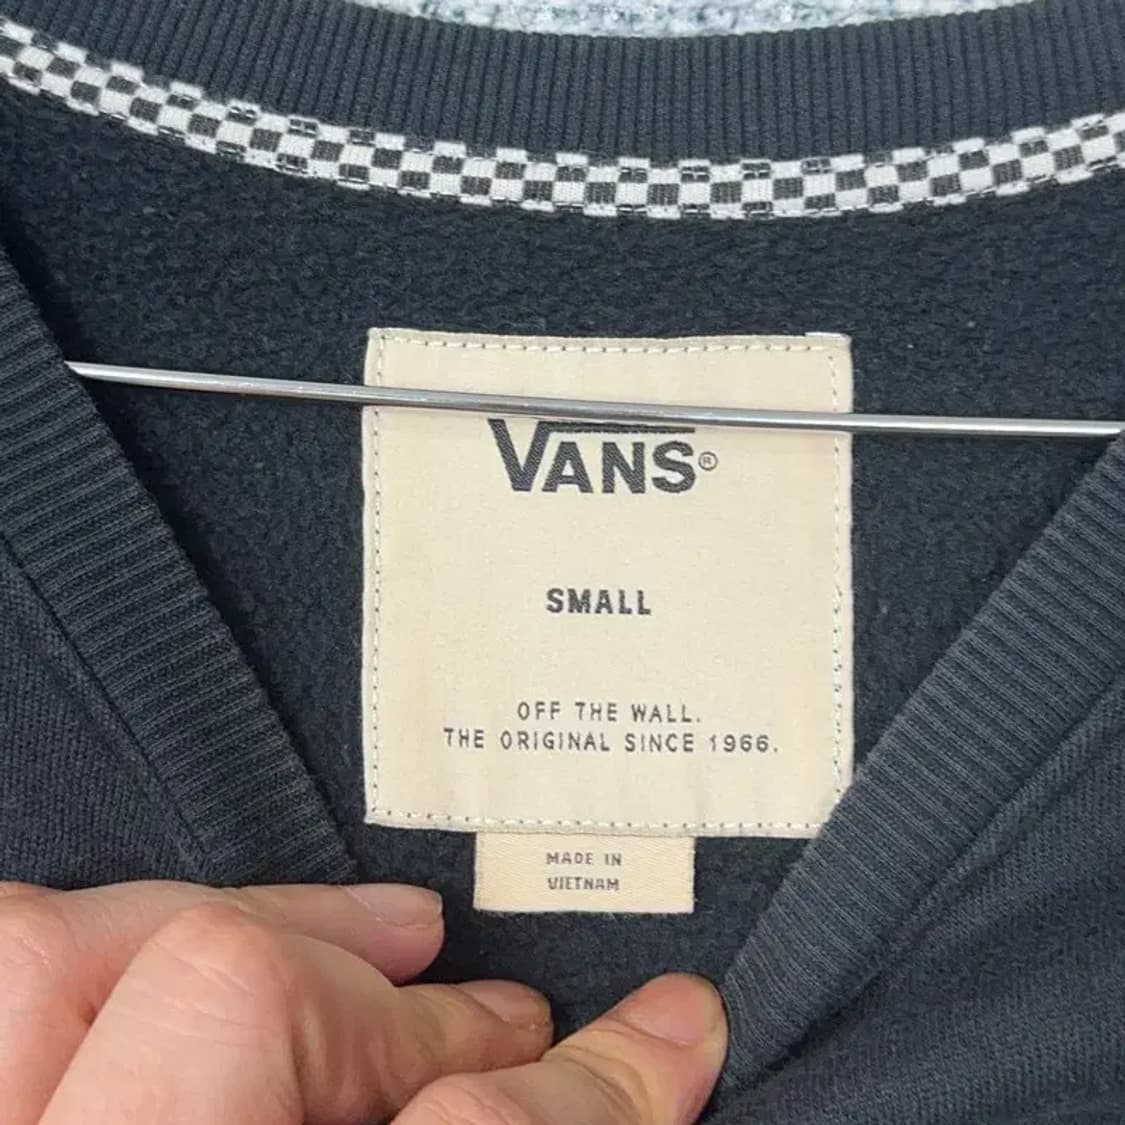 VANS®
SMALL
OFF THE WALL.
THE ORIGINAL SINCE 1966.
MADE IN
VIETNAM